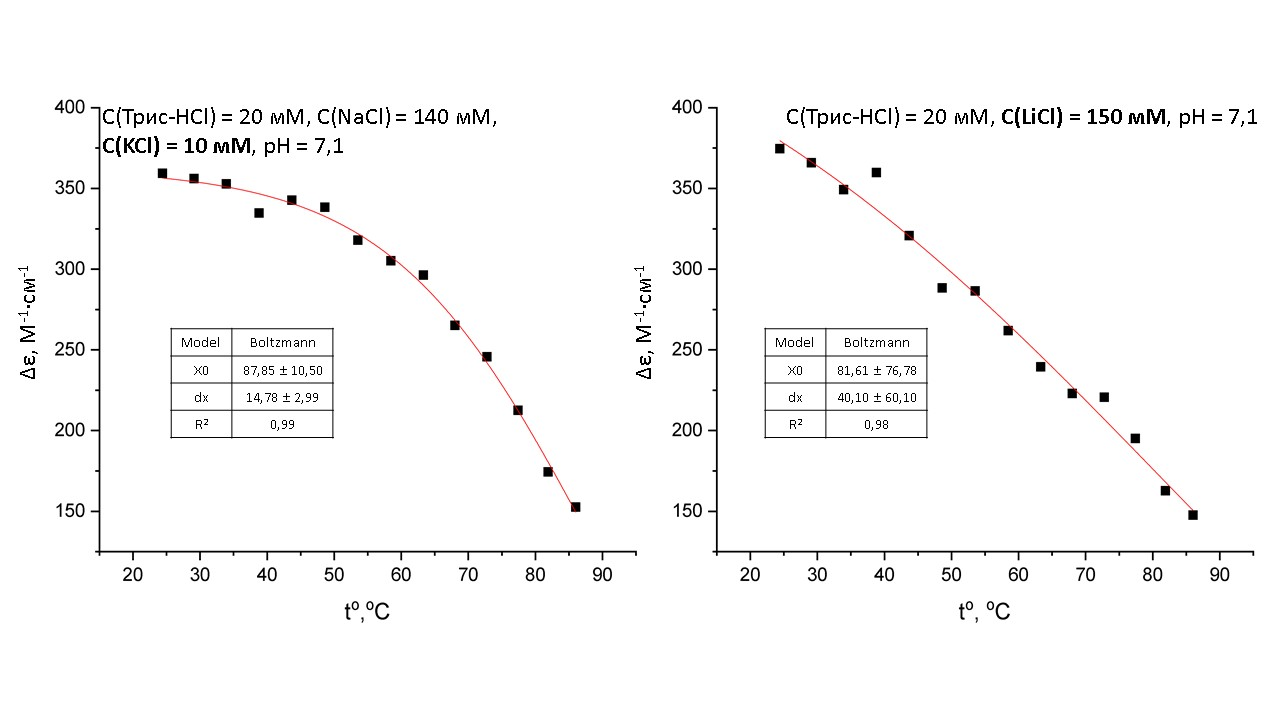 C(Трис-HCl) = 20 мМ, C(NaCl) = 140 мМ,
C(KCl) = 10 мМ, pH = 7,1
400
350
300
250
200
150
Δε, М⁻¹·см⁻¹
Model Boltzmann
X0 87,85 ± 10,50
dx 14,78 ± 2,99
R² 0,99
20 30 40 50 60 70 80 90
tº,ºC
C(Трис-HCl) = 20 мМ, C(LiCl) = 150 мМ, pH = 7,1
400
350
300
250
200
150
Δε, М⁻¹·см⁻¹
Model Boltzmann
X0 81,61 ± 76,78
dx 40,10 ± 60,10
R² 0,98
20 30 40 50 60 70 80 90
tº, ºC